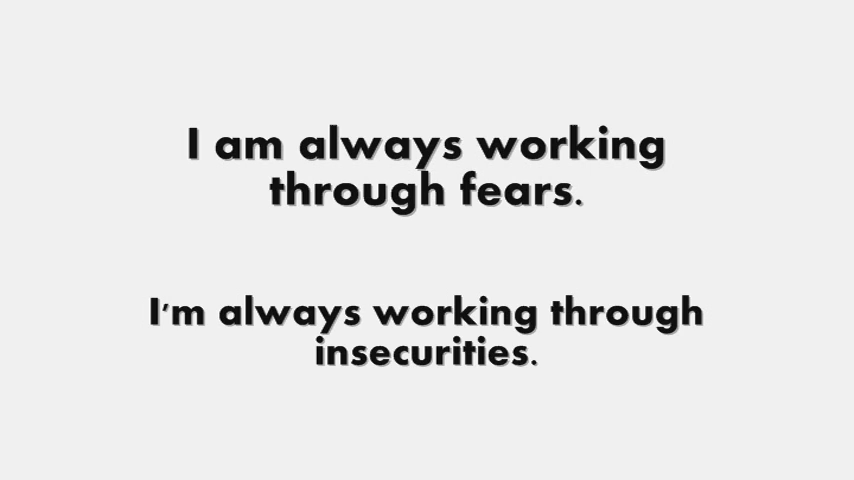 I am always working
through fears.
I'm always working through
insecurities.